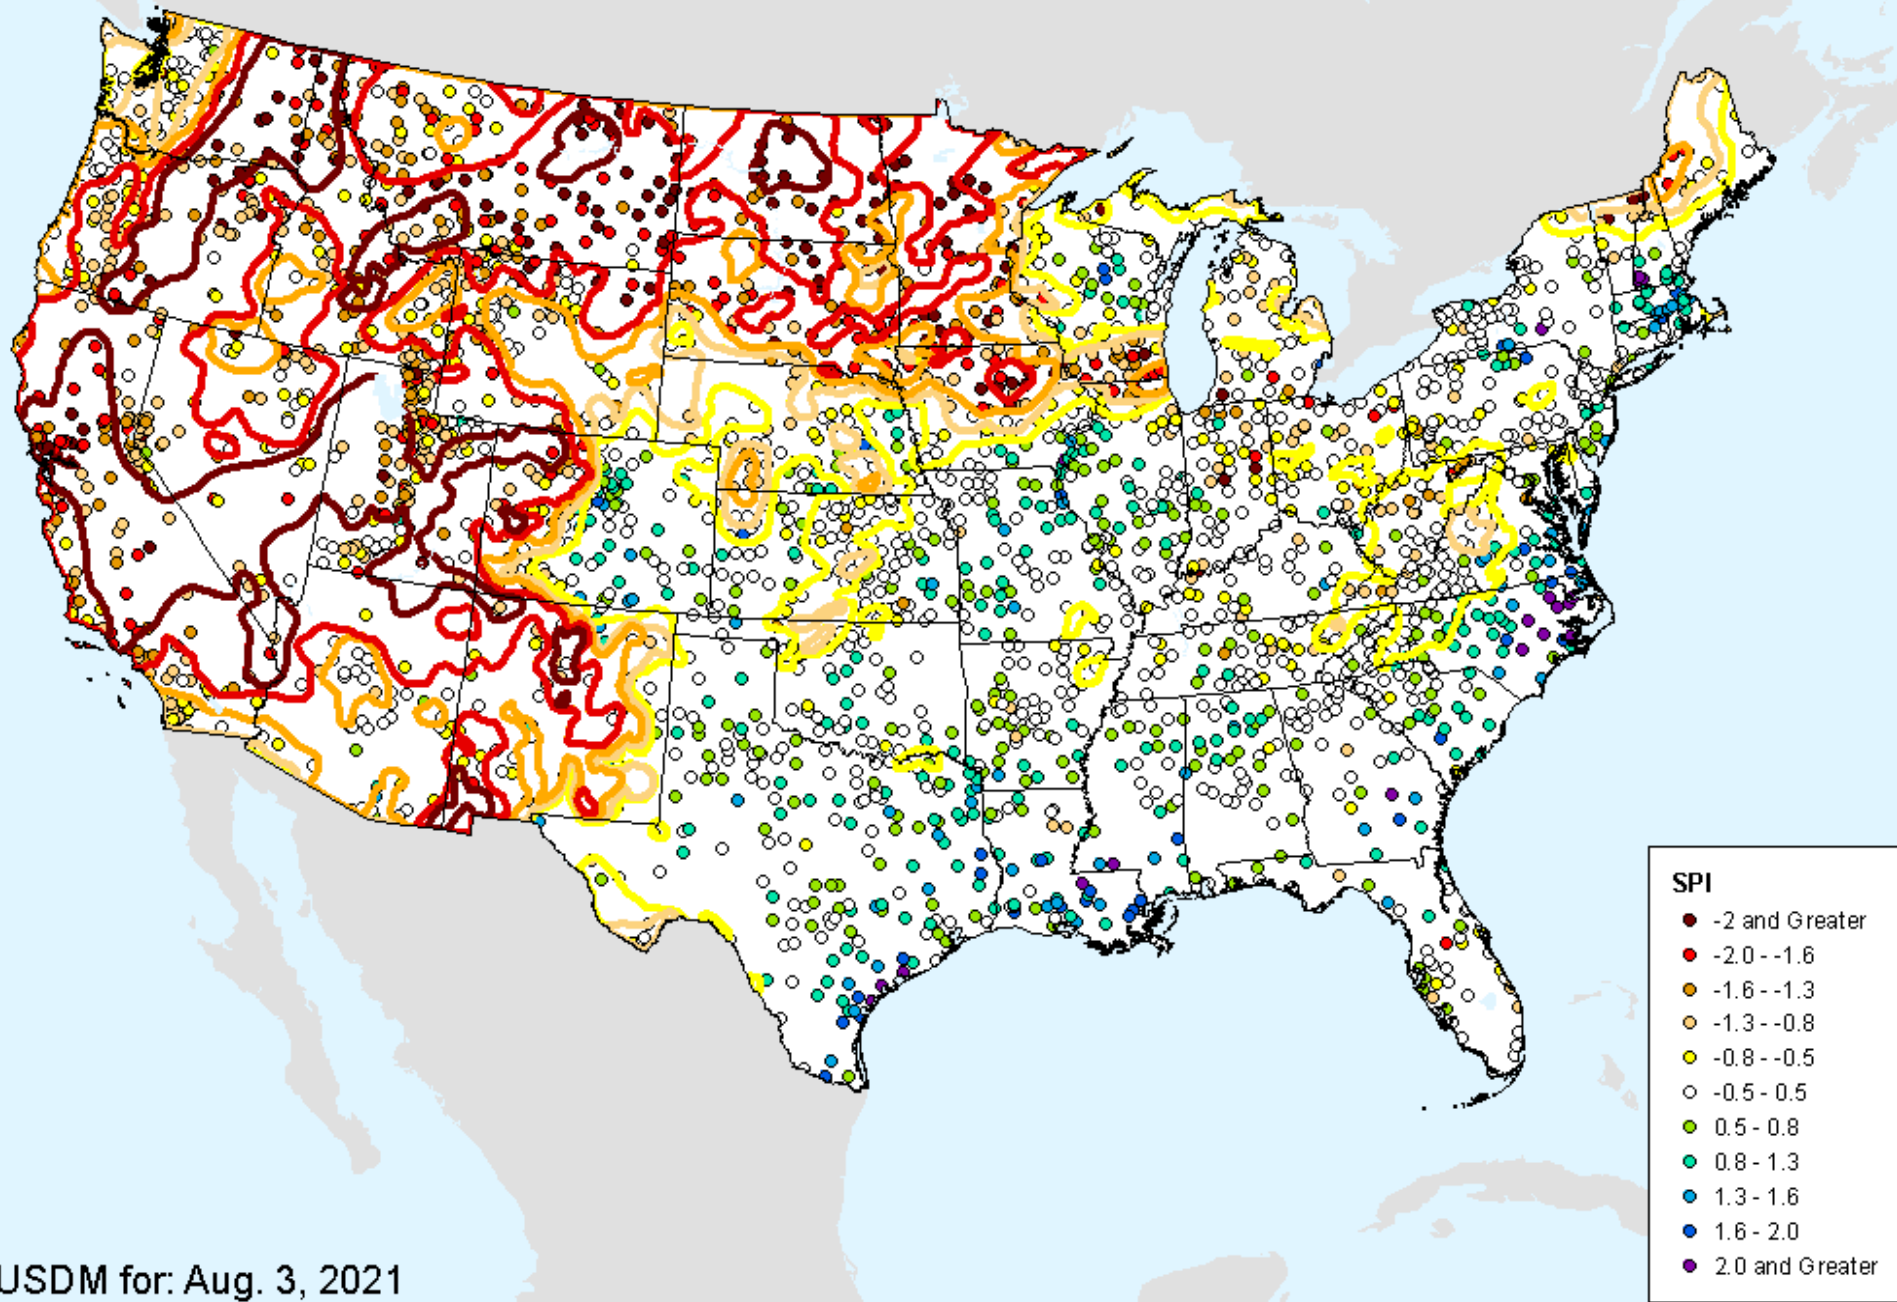 SPI
-2 and Greater
-2.0 - -1.6
-1.6 - -1.3
-1.3 - -0.8
-0.8 - -0.5
-0.5 - 0.5
0.5 - 0.8
0.8 - 1.3
1.3 - 1.6
1.6 - 2.0
2.0 and Greater
USDM for: Aug. 3, 2021